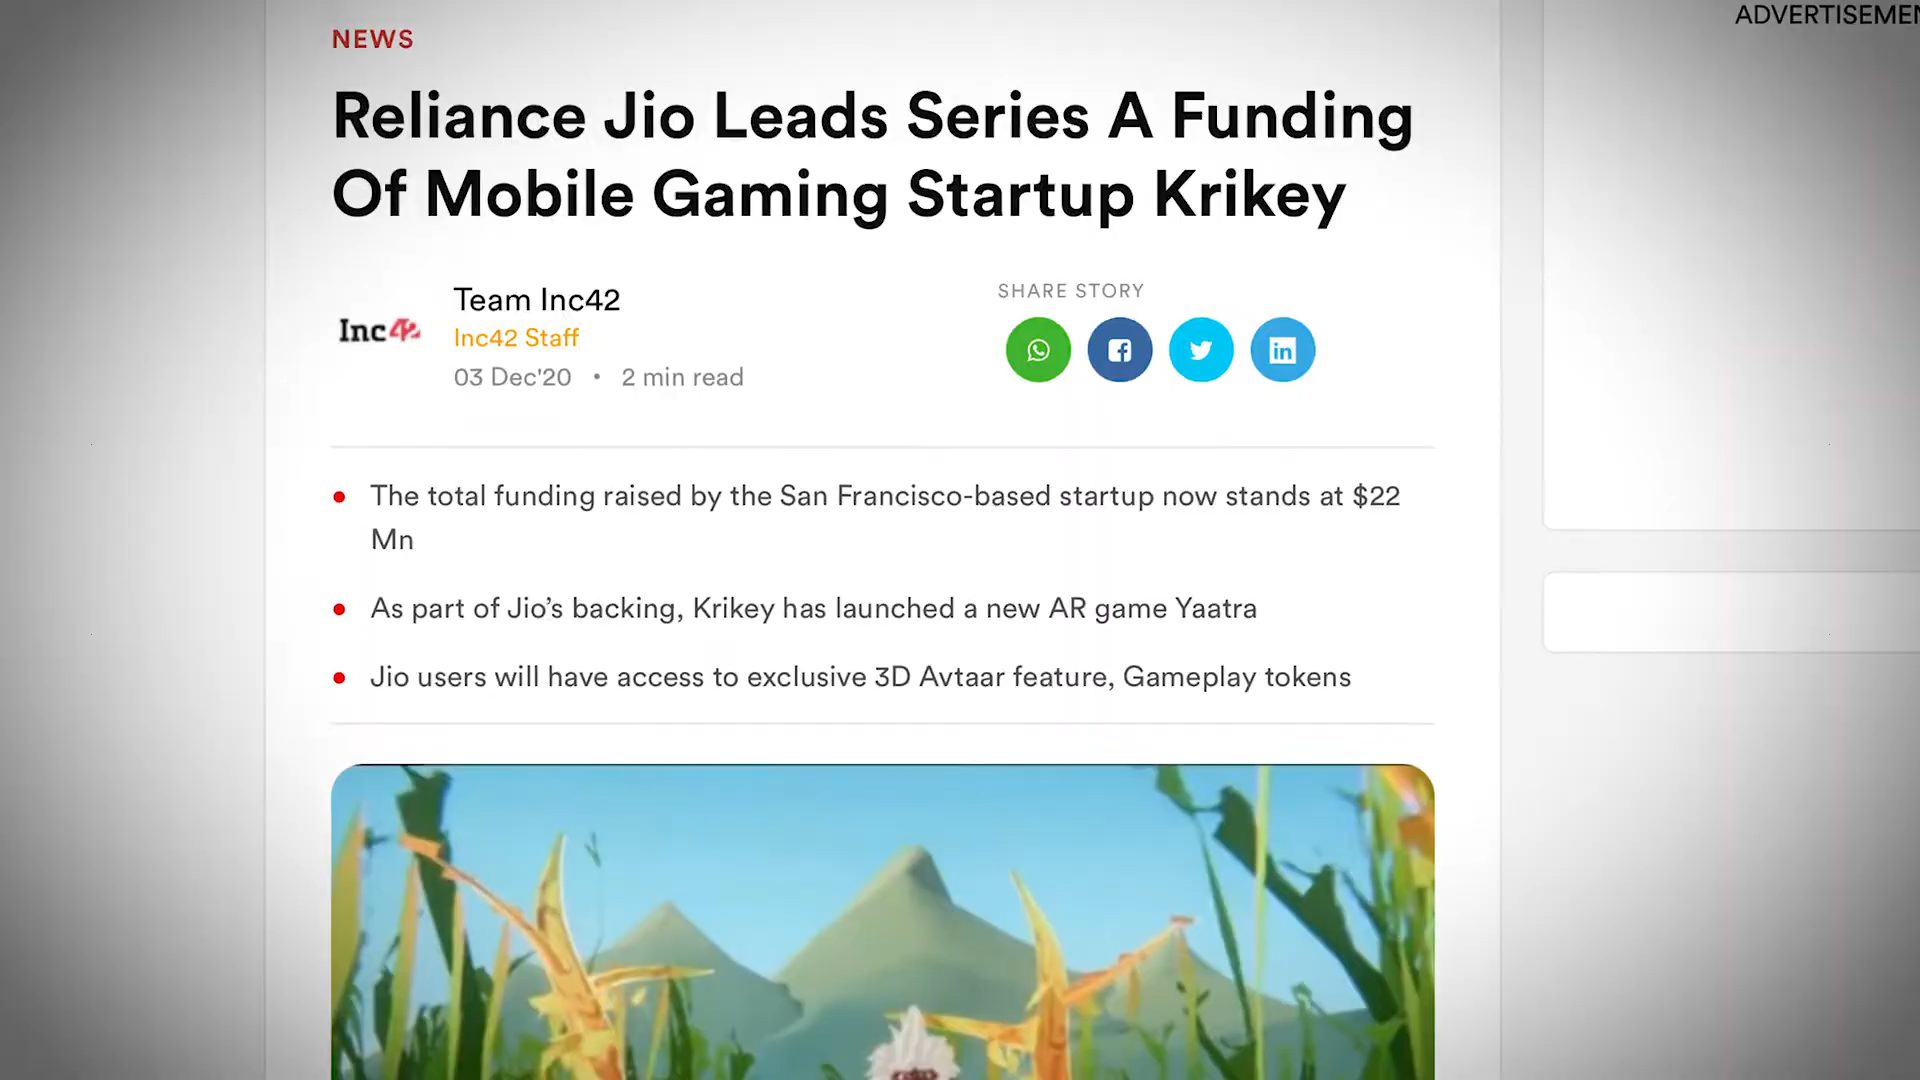 ADVERTISEMEN
NEWS
Reliance Jio Leads Series A Funding
Of Mobile Gaming Startup Krikey
Inc42
Team Inc42
Inc42 Staff
03 Dec'20 • 2 min read
SHARE STORY
The total funding raised by the San Francisco-based startup now stands at $22
Mn
As part of Jio’s backing, Krikey has launched a new AR game Yaatra
Jio users will have access to exclusive 3D Avtaar feature, Gameplay tokens